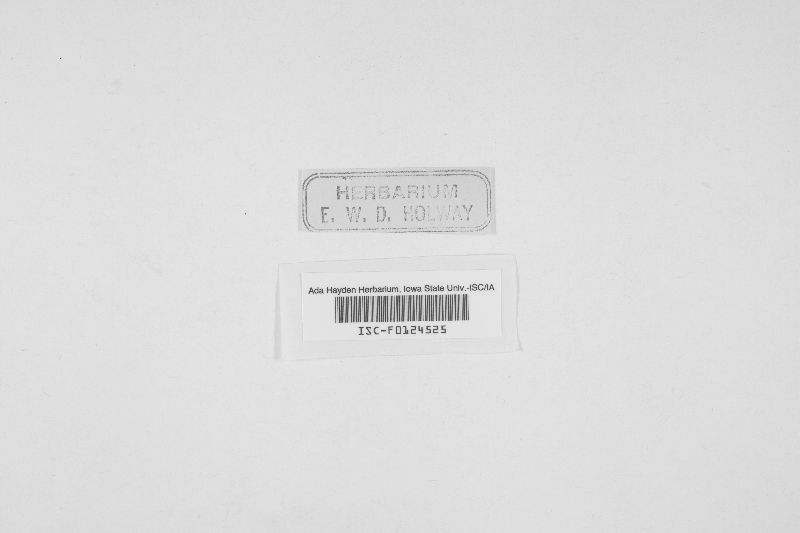 HERBARIUM
E. W. D. HOLWAY
Ada Hayden Herbarium, Iowa State Univ.-ISC/IA
ISC-F0124525